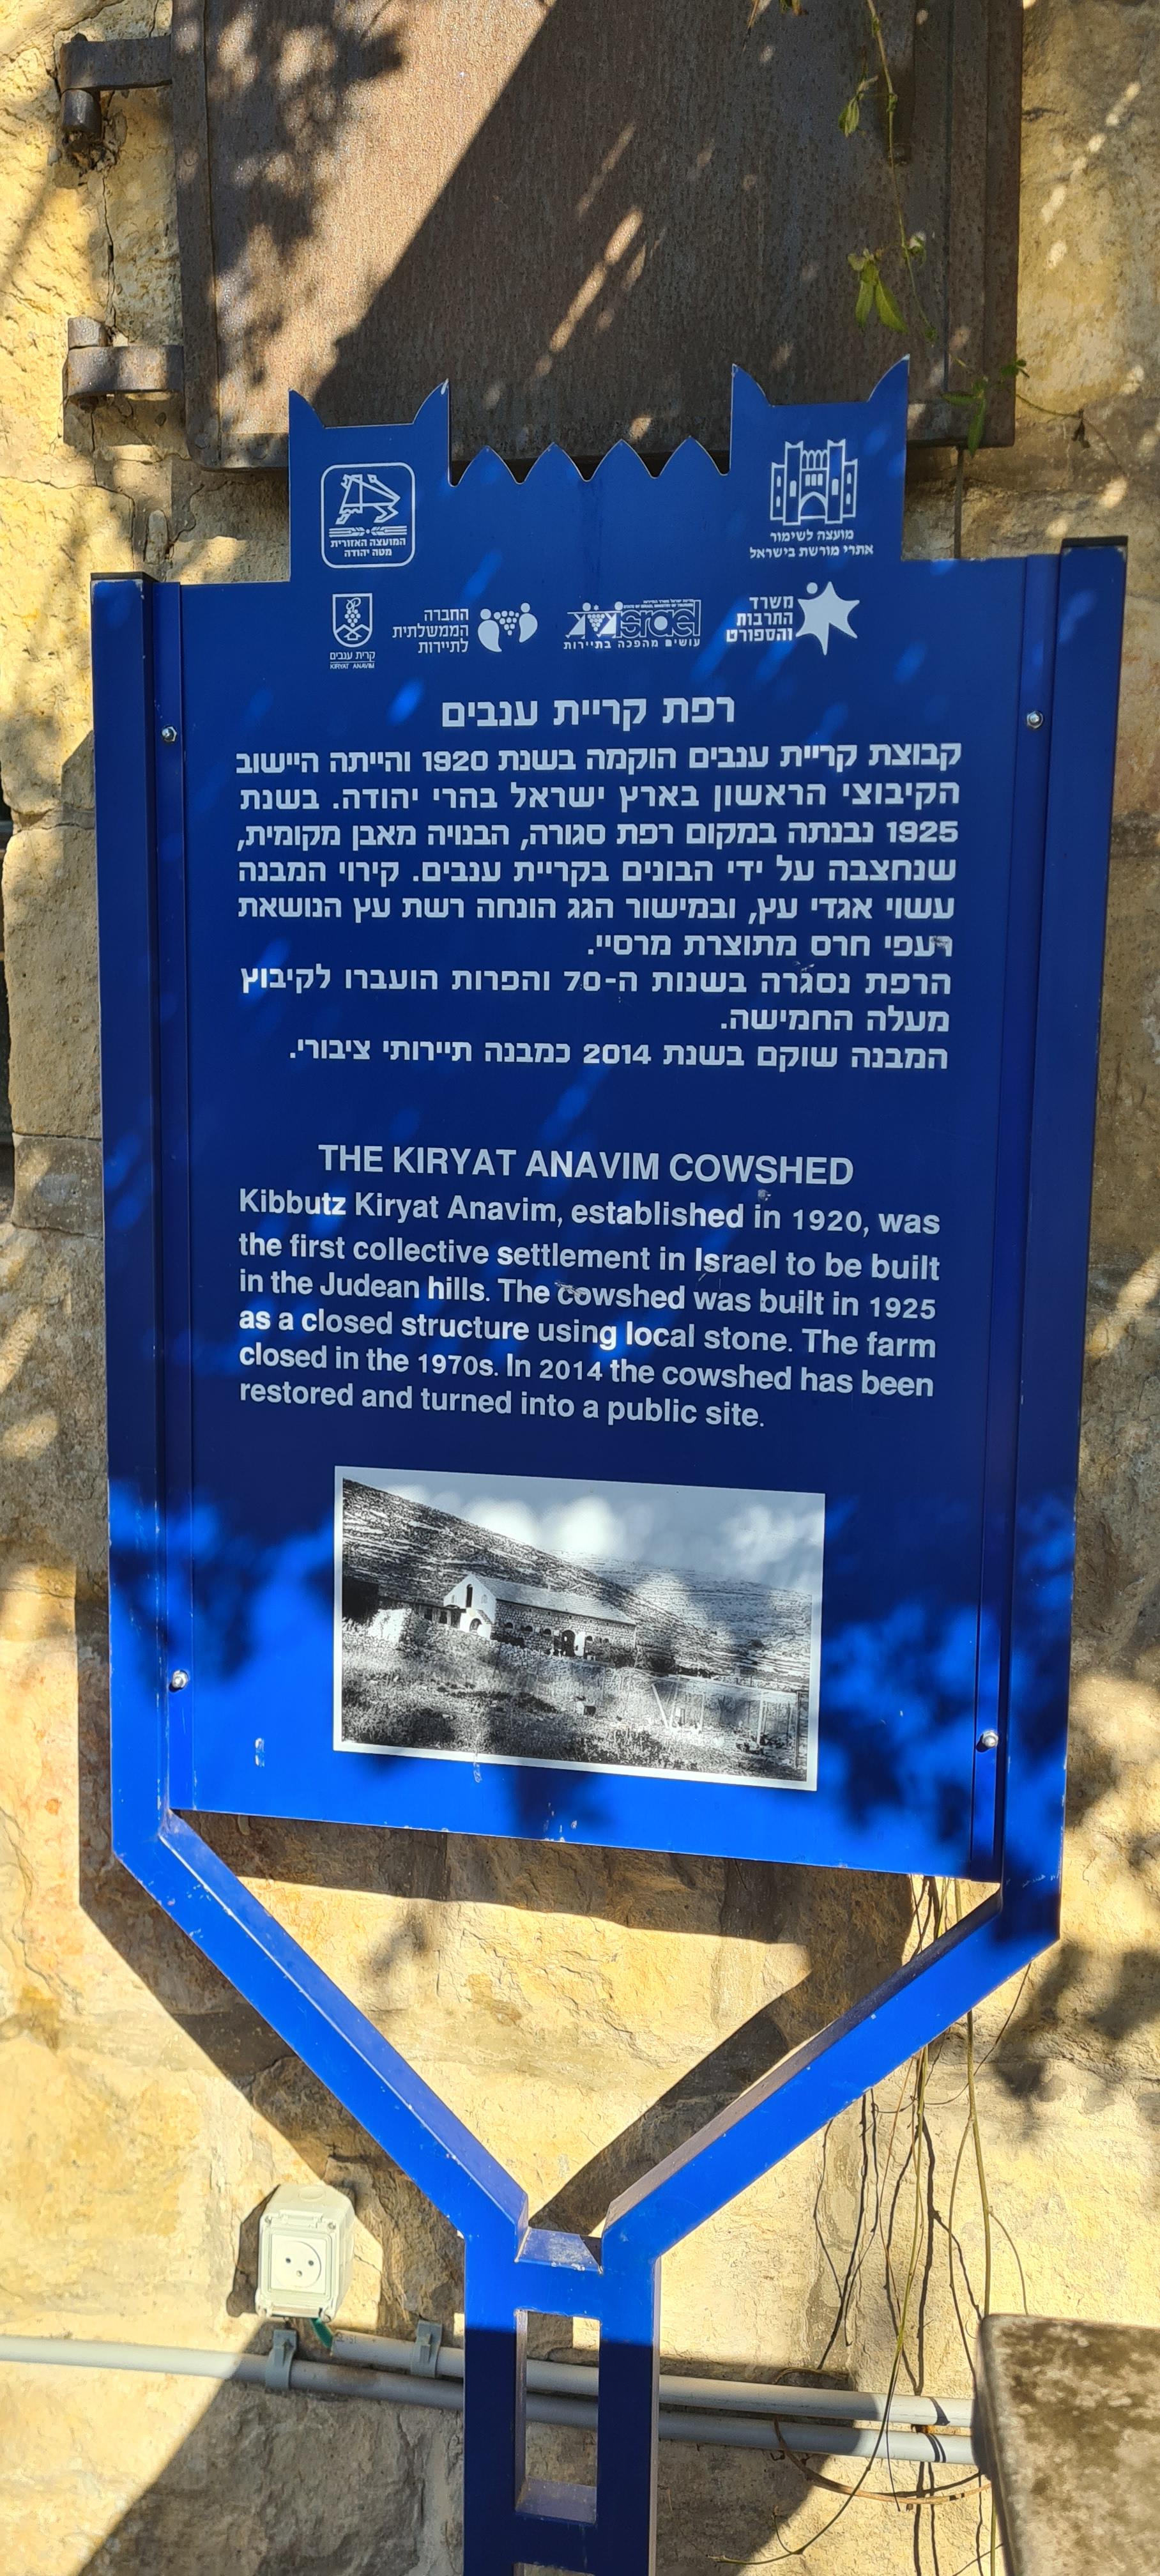 המועצה האזורית
מטה יהודה
מועצה לשימור
אתרי מורשת בישראל
קרית ענבים
KIRYAT ANAVIM
החברה
הממשלתית
לתיירות
Israel
עושים מהפכה בתיירות
משרד
התרבות
והספורט
רפת קריית ענבים
קבוצת קריית ענבים הוקמה בשנת 1920 והייתה היישוב
הקיבוצי הראשון בארץ ישראל בהרי יהודה. בשנת
1925 נבנתה במקום רפת סגורה, הבנויה מאבן מקומית,
שנחצבה על ידי הבונים בקריית ענבים. קירוי המבנה
עשוי אגדי עץ, ובמישור הגג הונחה רשת עץ הנושאת
רעפי חרס מתוצרת מרסיי.
הרפת נסגרה בשנות ה-70 והפרות הועברו לקיבוץ
מעלה החמישה.
המבנה שוקם בשנת 2014 כמבנה תיירותי ציבורי.
THE KIRYAT ANAVIM COWSHED
Kibbutz Kiryat Anavim, established in 1920, was
the first collective settlement in Israel to be built
in the Judean hills. The cowshed was built in 1925
as a closed structure using local stone. The farm
closed in the 1970s. In 2014 the cowshed has been
restored and turned into a public site.